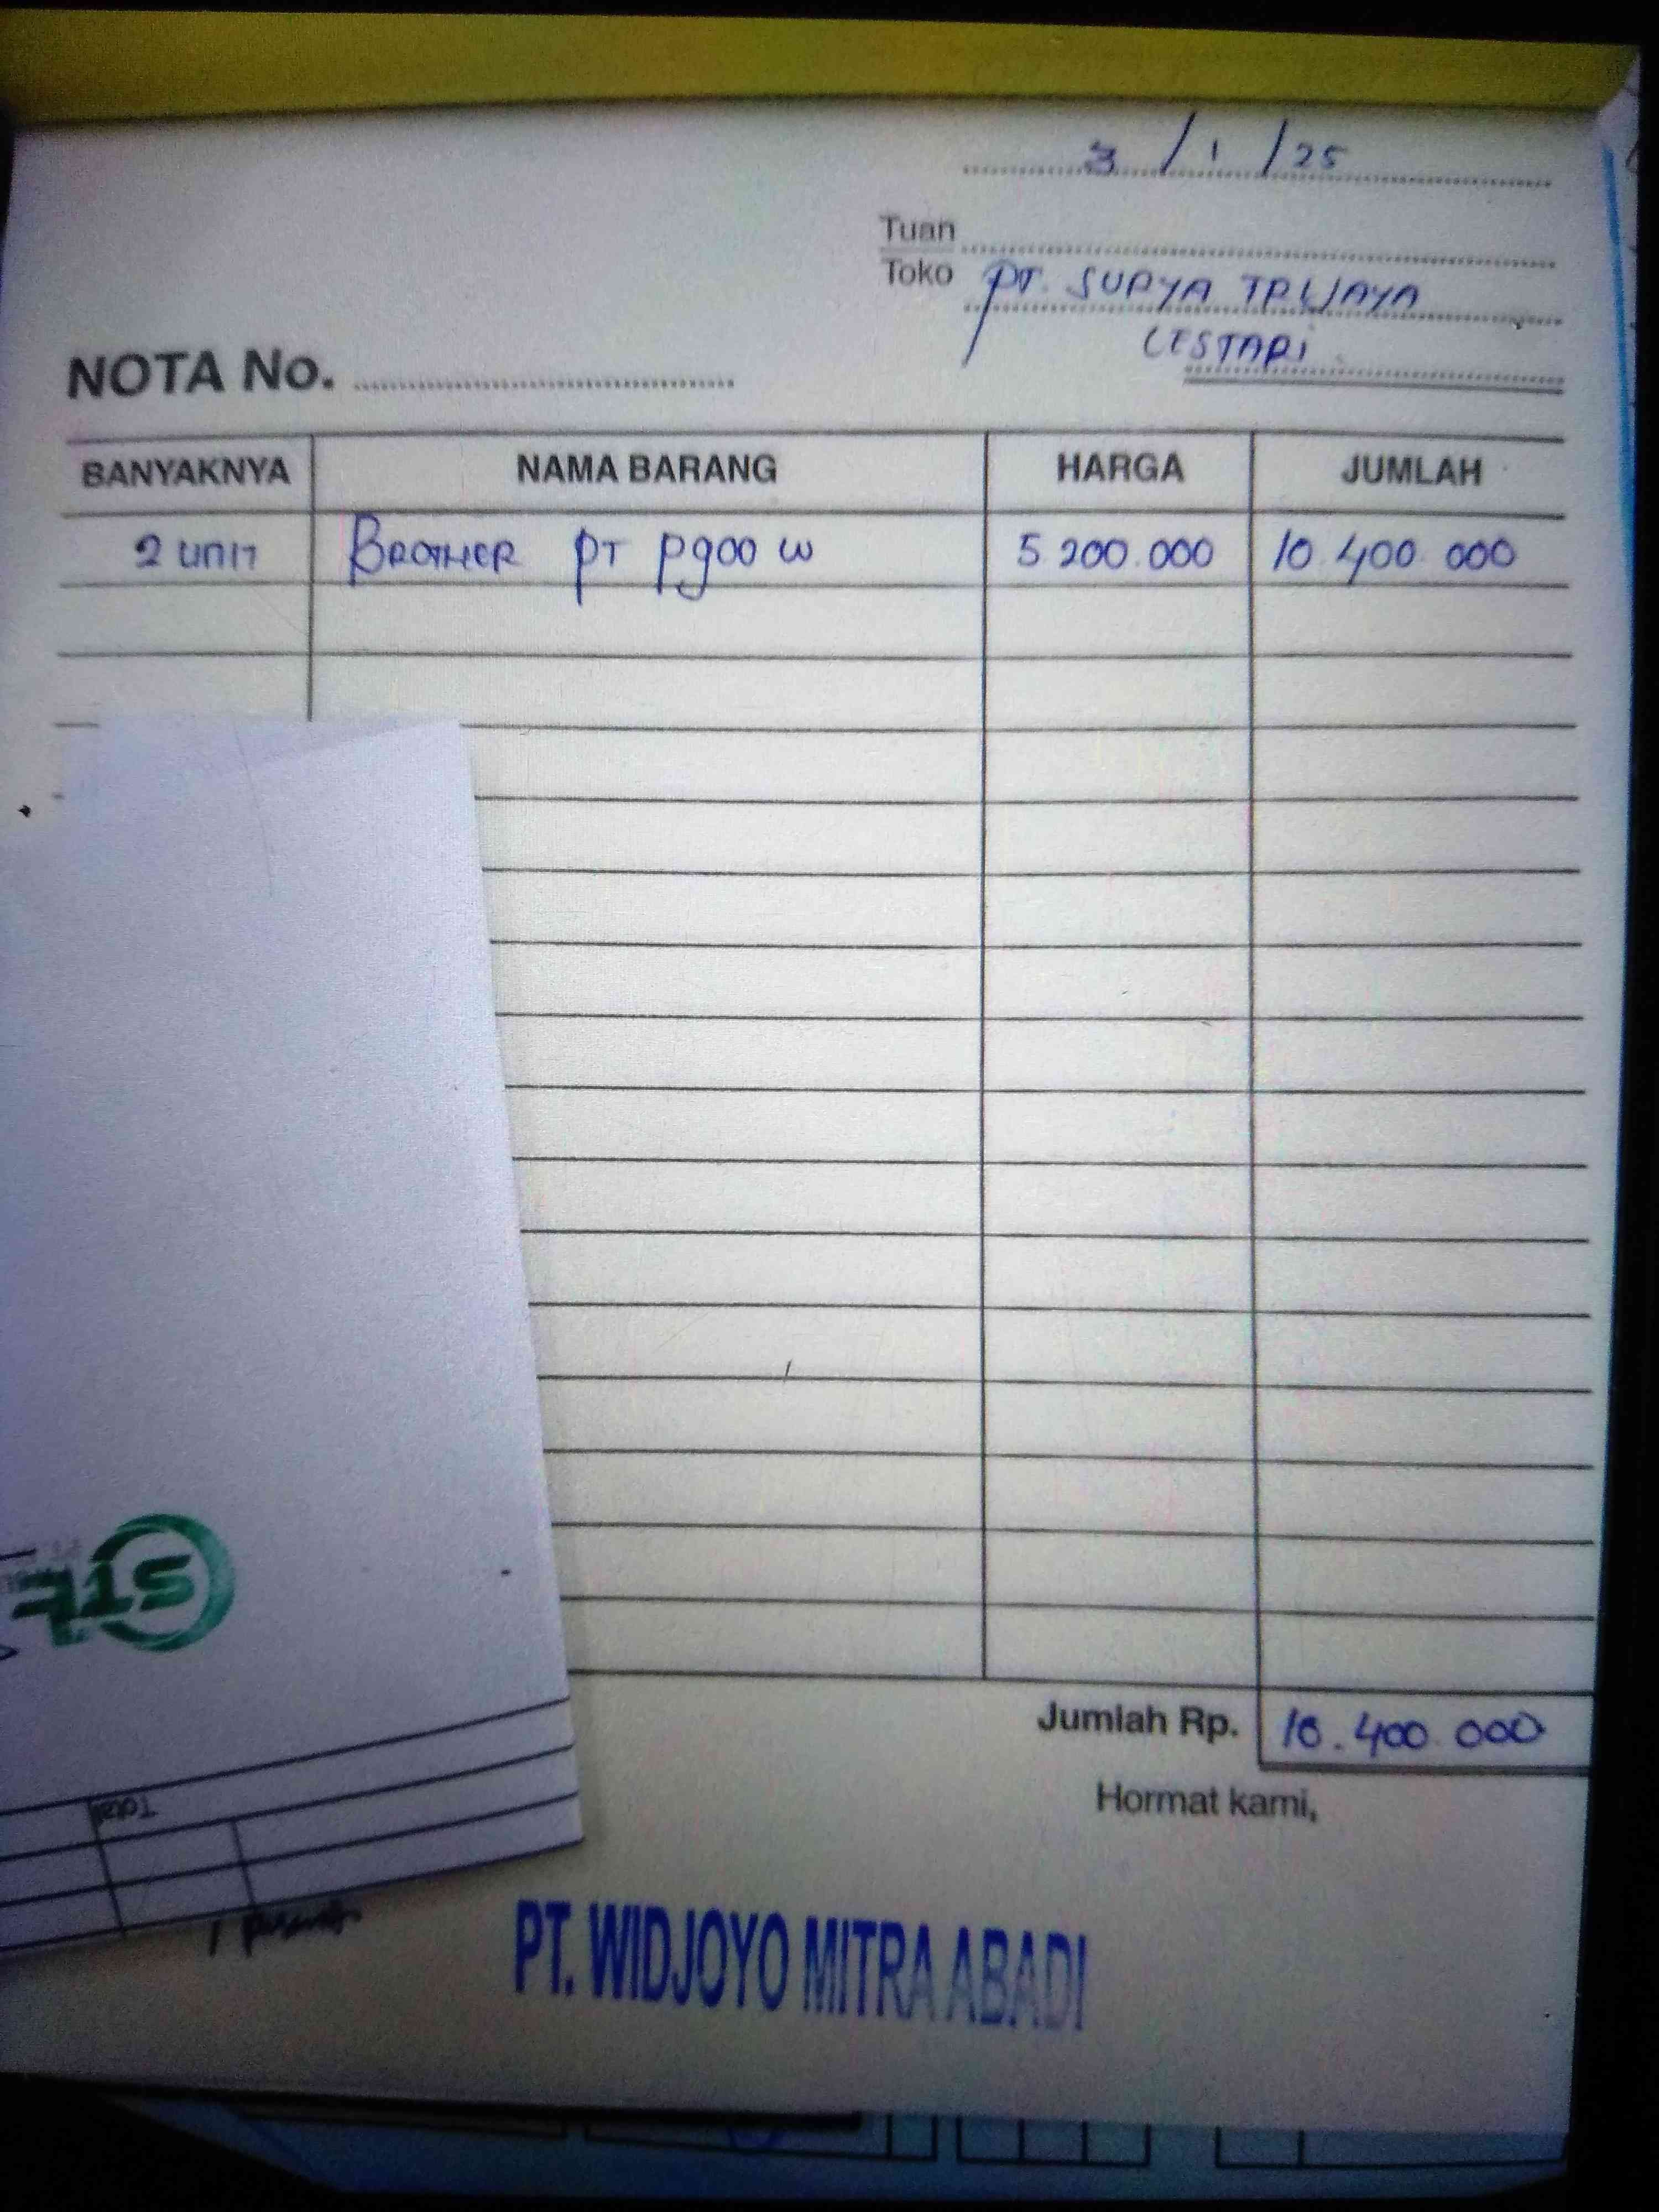 3 / 1 / 25
Tuan
Toko PT. SURYA TRIJAYA
LESTARI
NOTA No.
BANYAKNYA NAMA BARANG HARGA JUMLAH
2 UNIT BROTHER PT P900 W 5.200.000 10.400.000
Jumlah Rp. 10.400.000
Hormat kami,
PT. WIDJOYO MITRA ABADI
Total